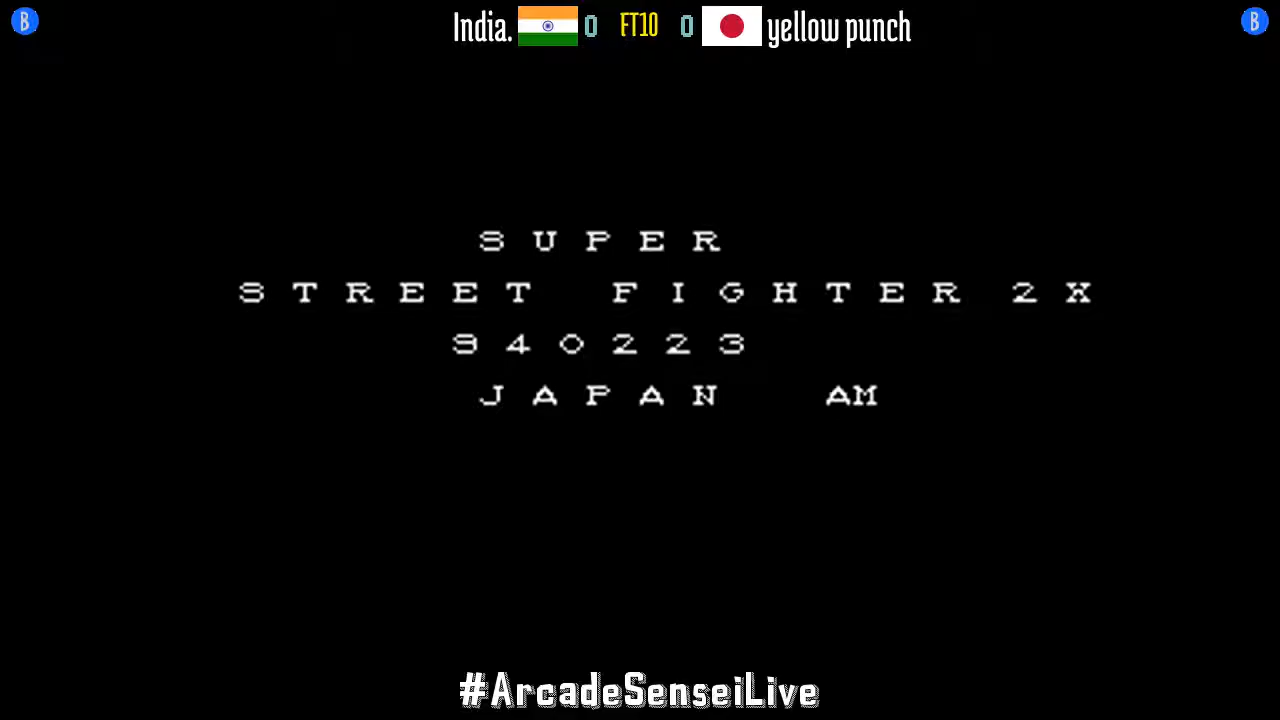 B India. 0 FT10 0 yellow punch B
SUPER
STREET FIGHTER 2X
940223
JAPAN AM
#ArcadeSenseiLive